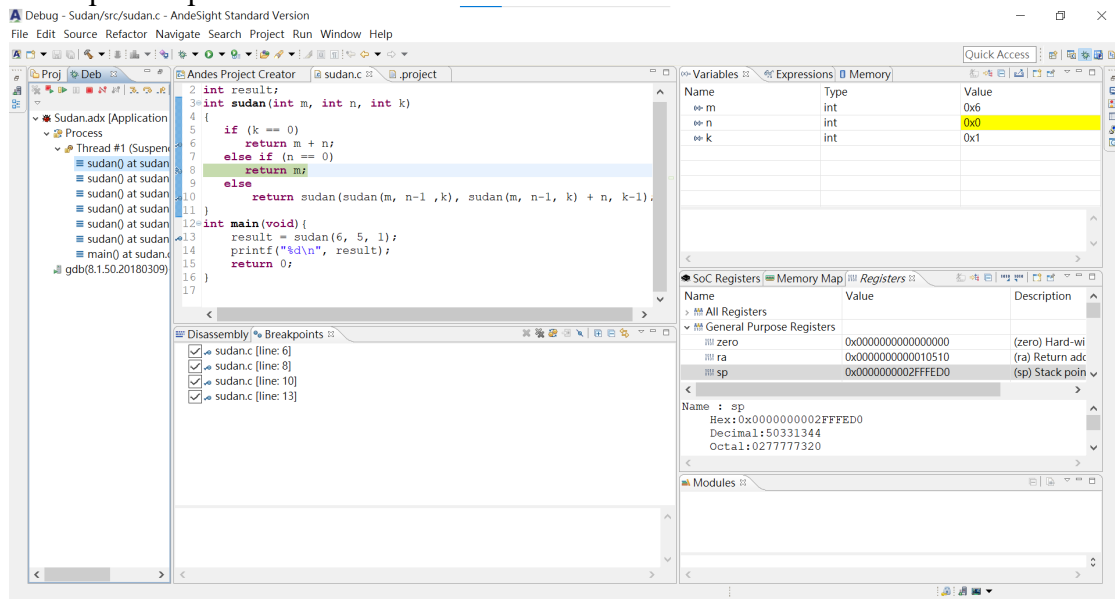 Debug - Sudan/src/sudan.c - AndeSight Standard Version
File Edit Source Refactor Navigate Search Project Run Window Help
Quick Access
Proj Deb
Sudan.adx [Application
Process
Thread #1 (Suspen
sudan() at sudan
sudan() at sudan
sudan() at sudan
sudan() at sudan
sudan() at sudan
sudan() at sudan
main() at sudan.c
gdb(8.1.50.20180309)
Andes Project Creator sudan.c .project
2 int result;
3 int sudan(int m, int n, int k)
4 {
5 if (k == 0)
6 return m + n;
7 else if (n == 0)
8 return m;
9 else
10 return sudan(sudan(m, n-1 ,k), sudan(m, n-1, k) + n, k-1)
11 }
12 int main(void){
13 result = sudan(6, 5, 1);
14 printf("%d\n", result);
15 return 0;
16 }
17
Disassembly Breakpoints
sudan.c [line: 6]
sudan.c [line: 8]
sudan.c [line: 10]
sudan.c [line: 13]
Variables Expressions Memory
Name Type Value
m int 0x6
n int 0x0
k int 0x1
SoC Registers Memory Map Registers
Name Value Description
All Registers
General Purpose Registers
zero 0x0000000000000000 (zero) Hard-wi
ra 0x0000000000010510 (ra) Return add
sp 0x0000000002FFFED0 (sp) Stack poin
Name : sp
Hex:0x0000000002FFFED0
Decimal:50331344
Octal:0277777320
Modules